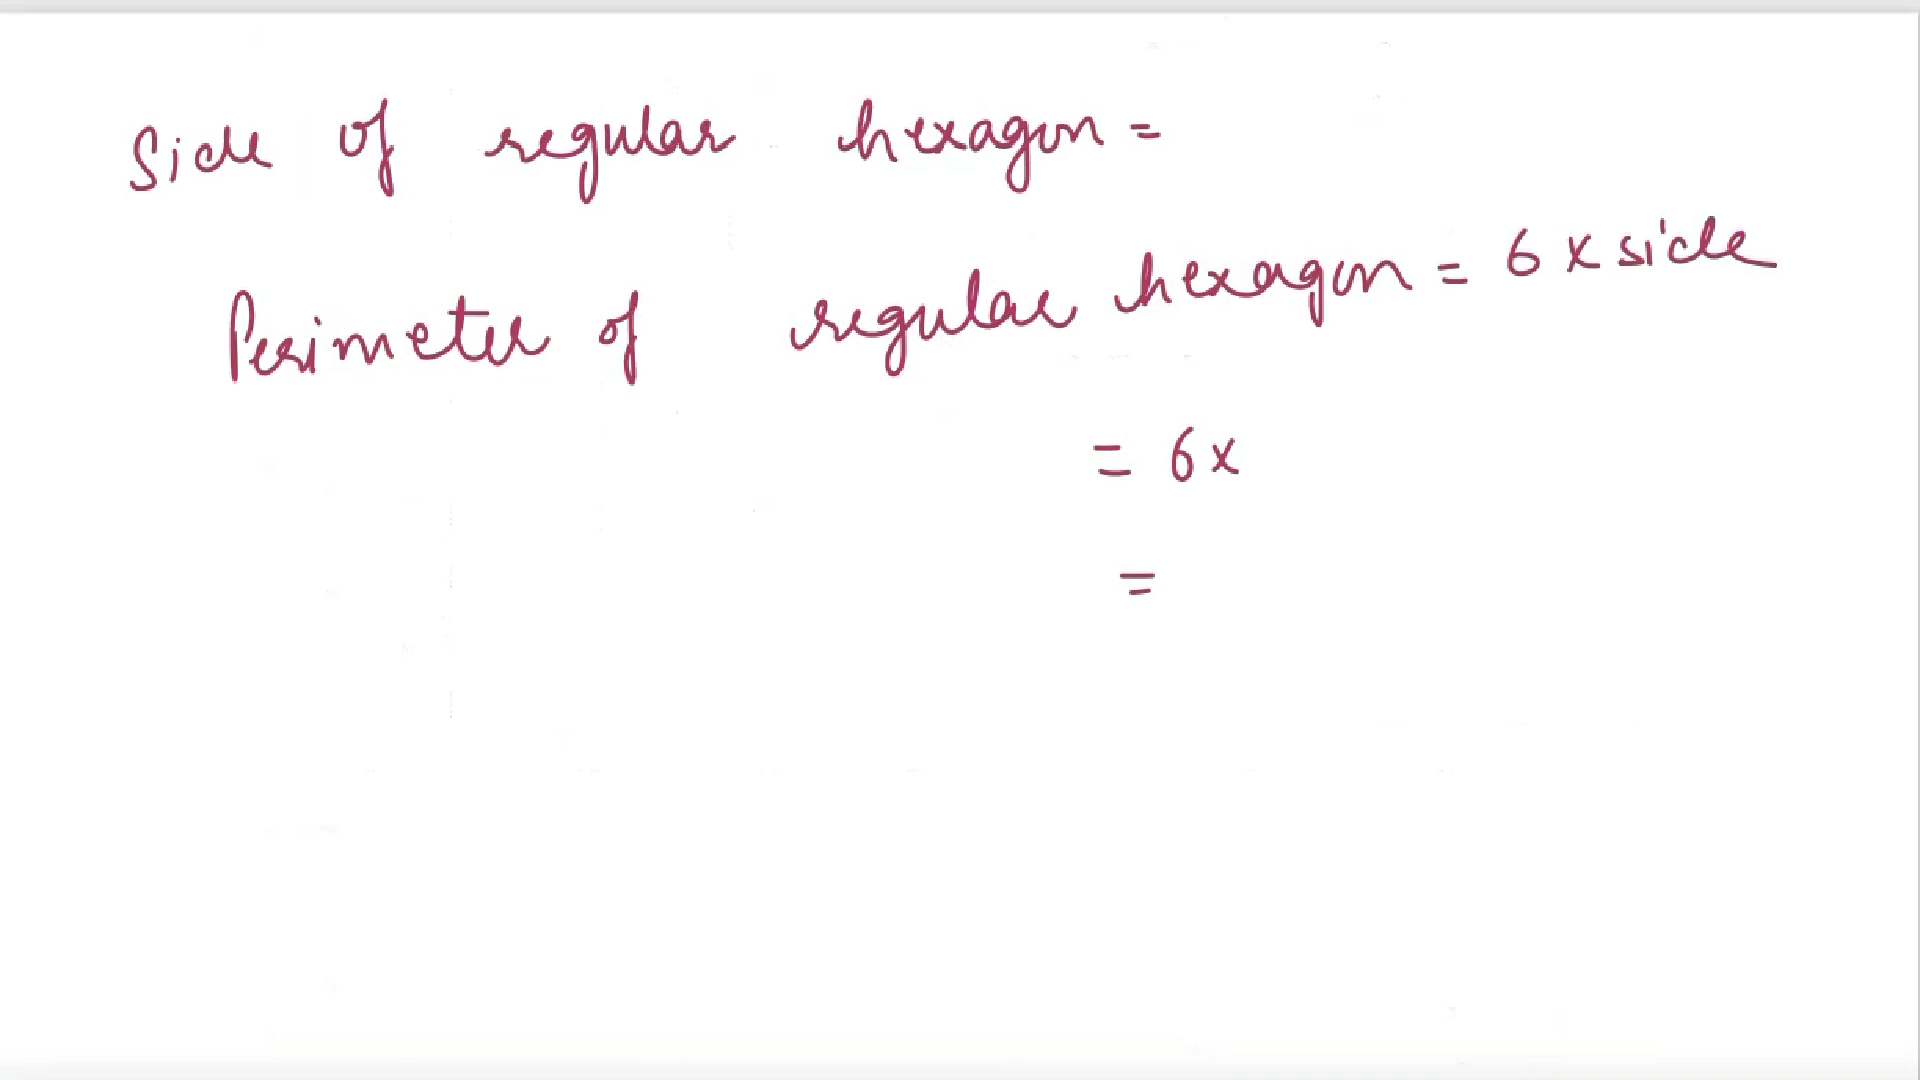 Side of regular hexagon =
Perimeter of regular hexagon = 6 x side
= 6 x
=